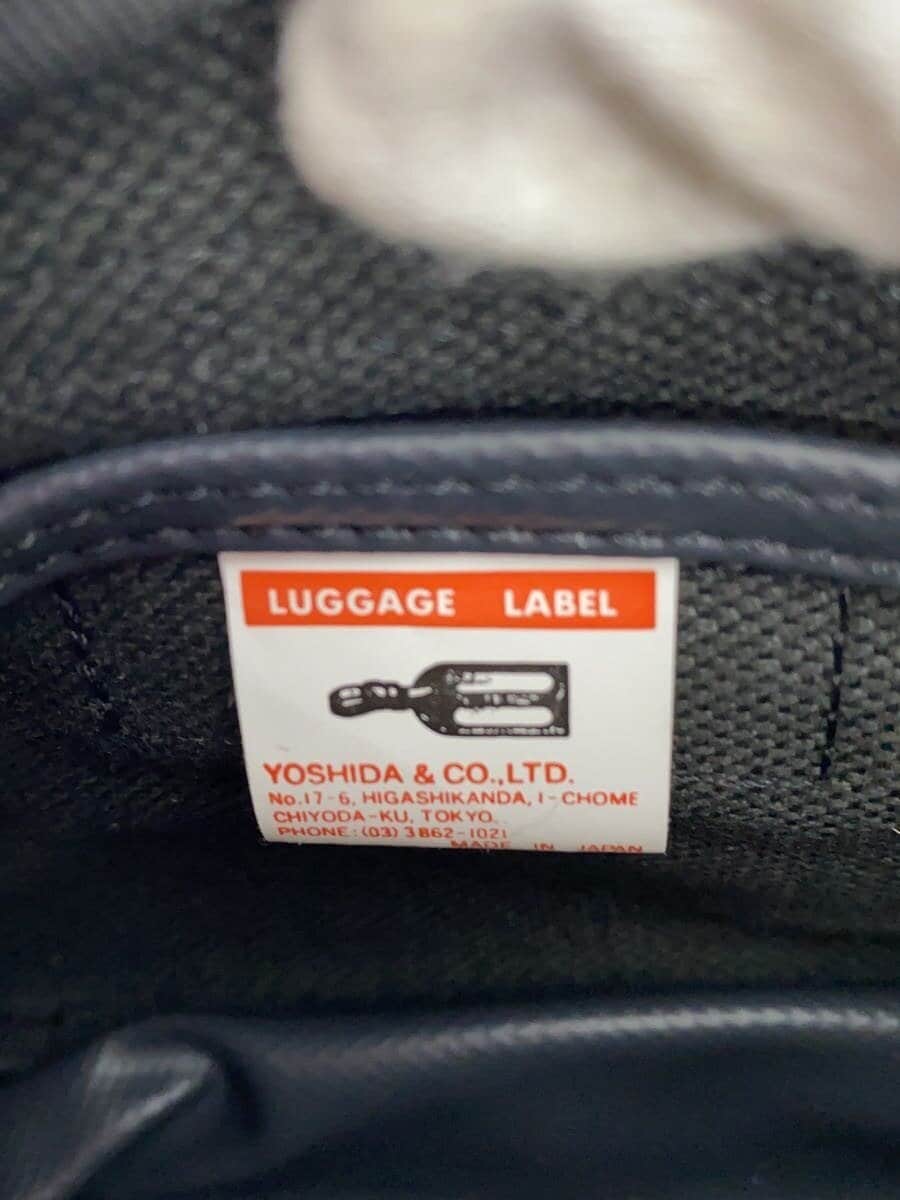 LUGGAGE LABEL
YOSHIDA & CO.,LTD.
No.17-6, HIGASHIKANDA, 1-CHOME
CHIYODA-KU, TOKYO.
PHONE:(03) 3862-1021
MADE IN JAPAN